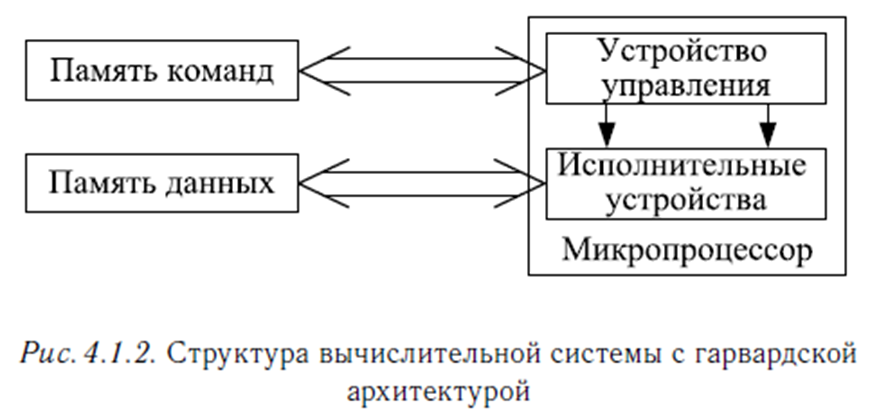 Память команд
Устройство
управления
Память данных
Исполнительные
устройства
Микропроцессор
Рис. 4.1.2. Структура вычислительной системы с гарвардской
архитектурой